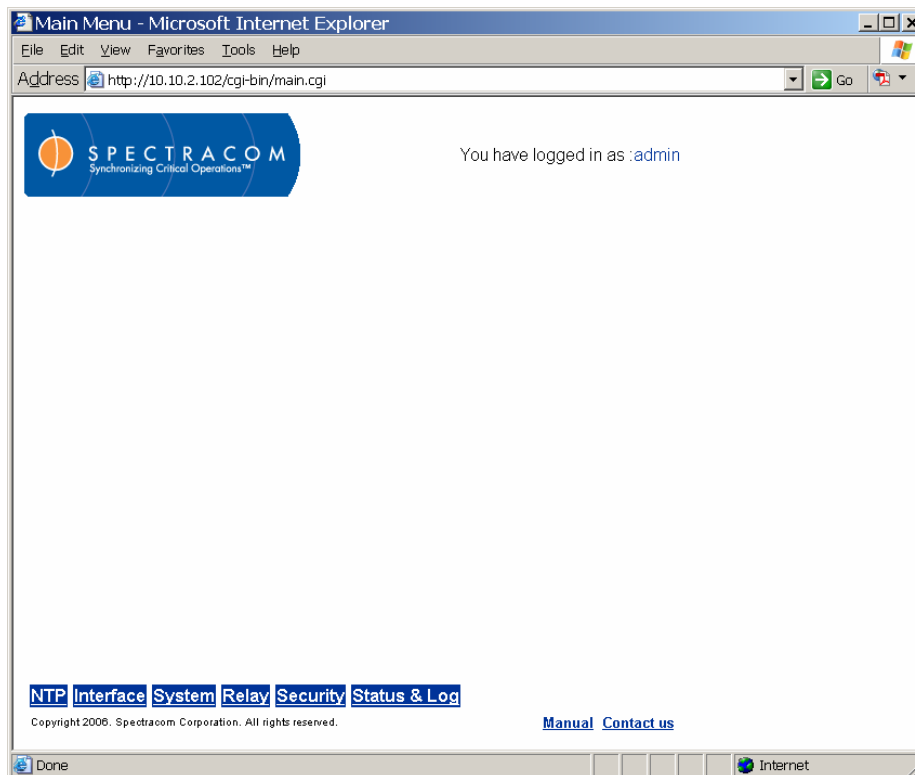 Main Menu - Microsoft Internet Explorer
File Edit View Favorites Tools Help
Address http://10.10.2.102/cgi-bin/main.cgi Go
SPECTRACOM
Synchronizing Critical Operations™
You have logged in as :admin
NTP Interface System Relay Security Status & Log
Copyright 2006. Spectracom Corporation. All rights reserved.
Manual Contact us
Done Internet